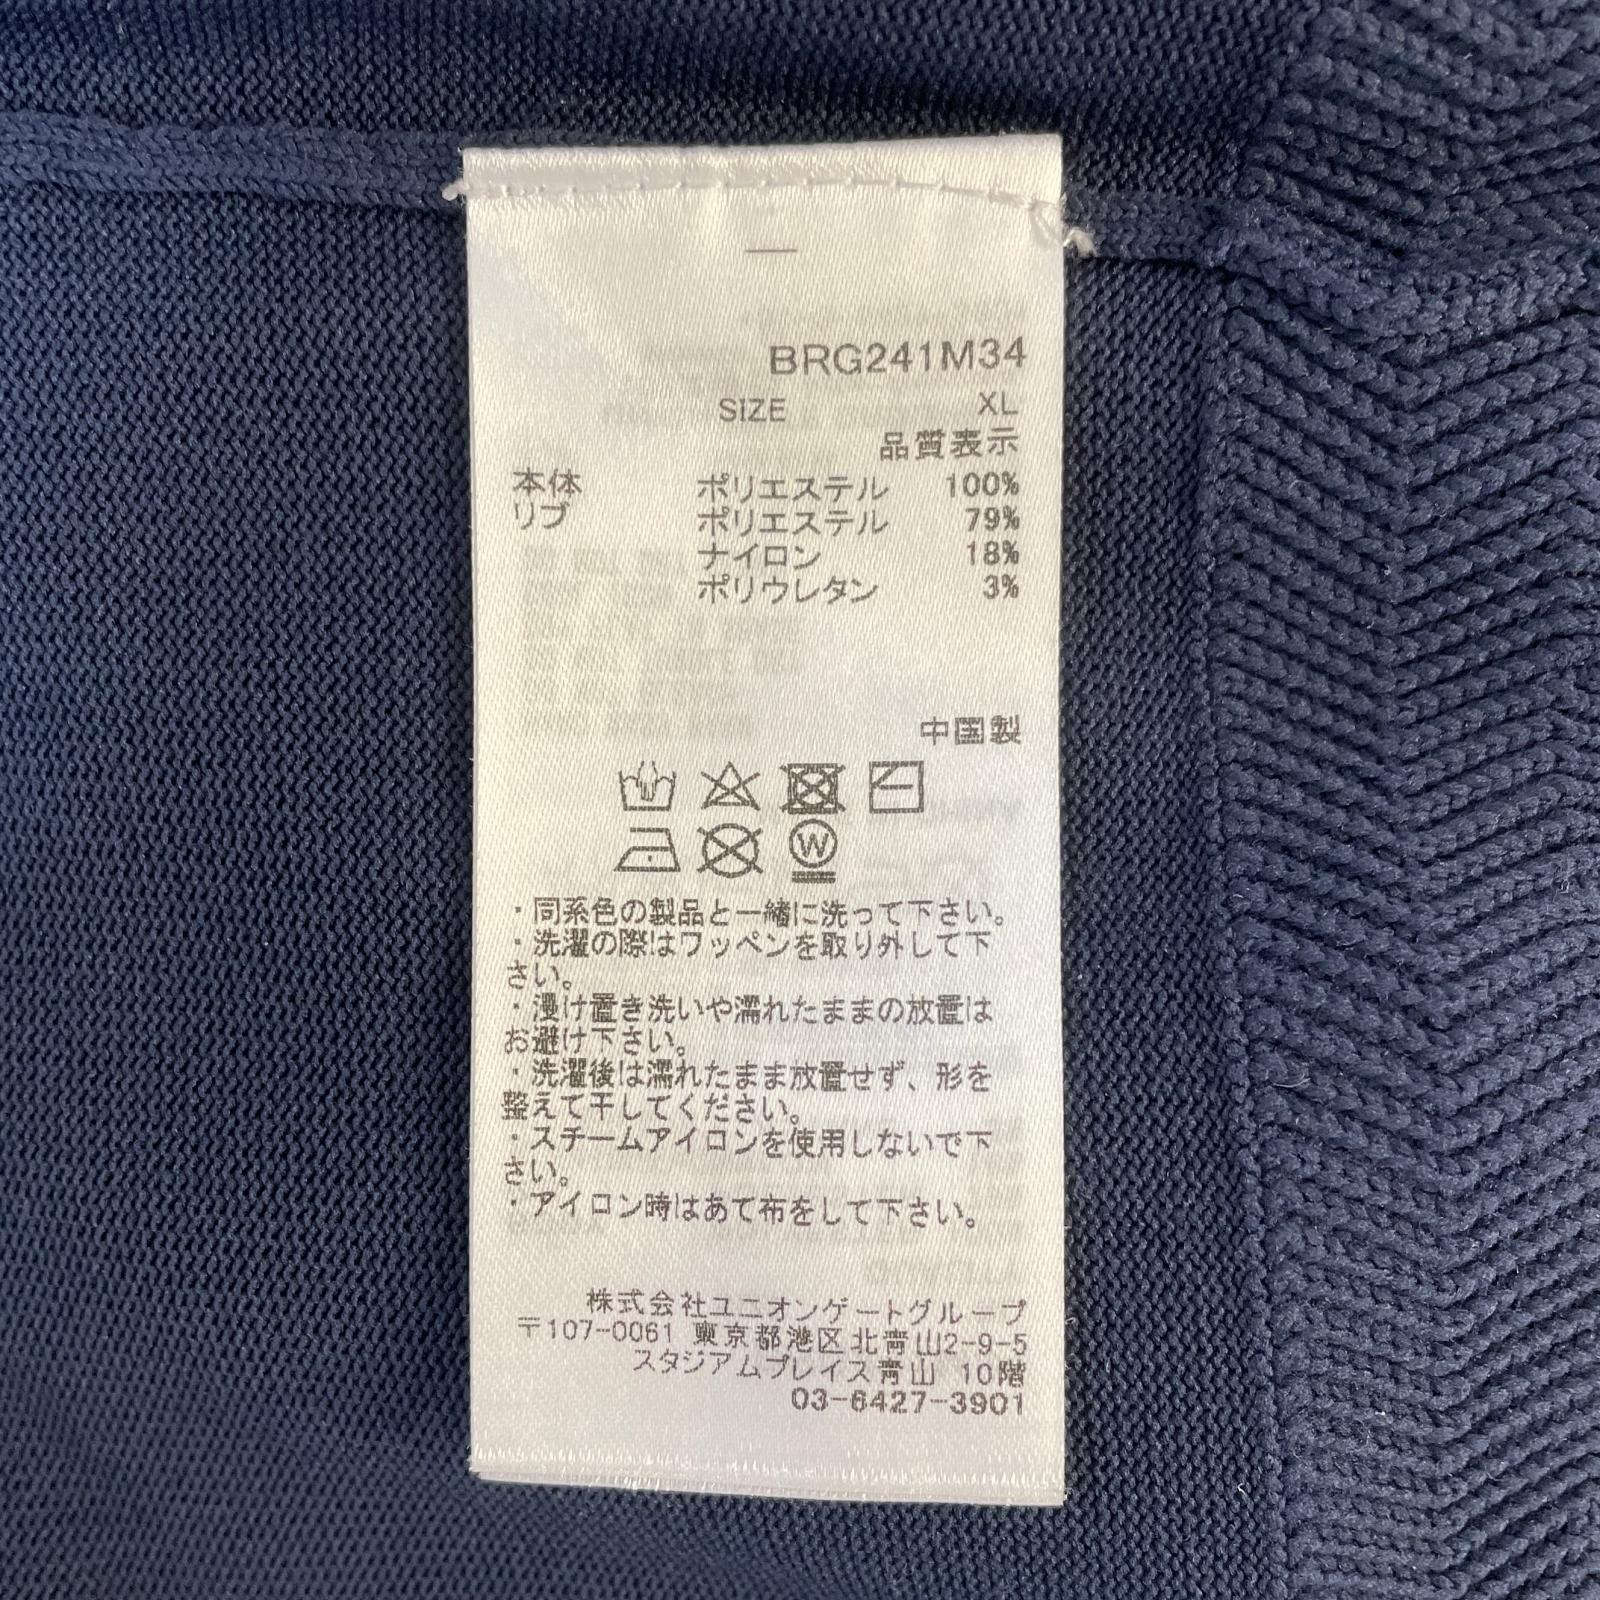 BRG241M34
SIZE XL
品質表示
本体 ポリエステル 100%
リブ ポリエステル 79%
ナイロン 18%
ポリウレタン 3%
中国製
W
・同系色の製品と一緒に洗って下さい。
・洗濯の際はワッペンを取り外して下
さい。
・浸け置き洗いや濡れたままの放置は
お避け下さい。
・洗濯後は濡れたまま放置せず、形を
整えて干してください。
・スチームアイロンを使用しないで下
さい。
・アイロン時はあて布をして下さい。
株式会社ユニオンゲートグループ
〒107-0061 東京都港区北青山2-9-5
スタジアムプレイス青山 10階
03-6427-3901